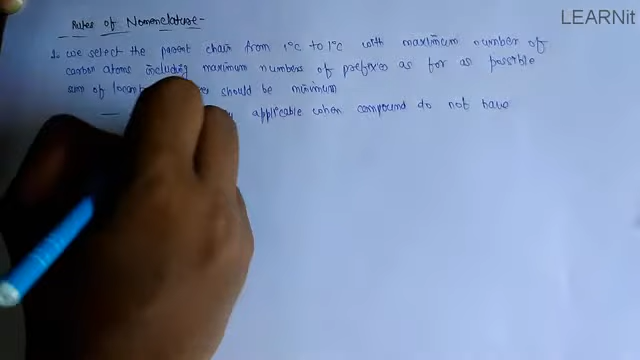 LEARNit
Rules of Nomenclature-
1. we select the parent chain from 1°C to 1°C with maximum number of
carbon atoms including maximum numbers of prefixes as for as possible
sum of should be minimum
— applicable when compound do not have